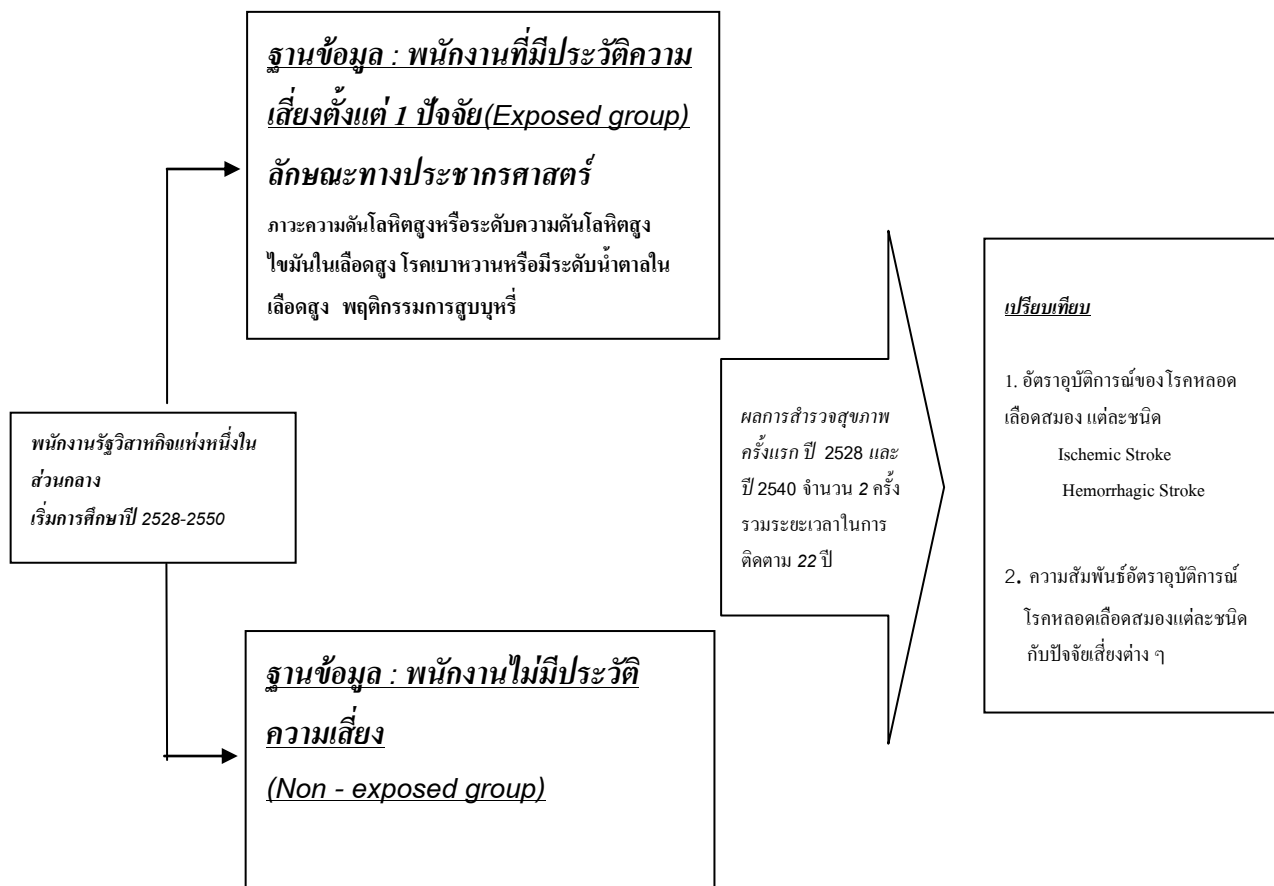 ฐานข้อมูล : พนักงานที่มีประวัติความ
เสี่ยงตั้งแต่ 1 ปัจจัย(Exposed group)
ลักษณะทางประชากรศาสตร์
ภาวะความดันโลหิตสูงหรือระดับความดันโลหิตสูง
ไขมันในเลือดสูง โรคเบาหวานหรือมีระดับน้ำตาลใน
เลือดสูง พฤติกรรมการสูบบุหรี่
พนักงานรัฐวิสาหกิจแห่งหนึ่งใน
ส่วนกลาง
เริ่มการศึกษาปี 2528-2550
ฐานข้อมูล : พนักงานไม่มีประวัติ
ความเสี่ยง
(Non - exposed group)
ผลการสำรวจสุขภาพ
ครั้งแรก ปี 2528 และ
ปี 2540 จำนวน 2 ครั้ง
รวมระยะเวลาในการ
ติดตาม 22 ปี
เปรียบเทียบ
1. อัตราอุบัติการณ์ของโรคหลอด
เลือดสมอง แต่ละชนิด
Ischemic Stroke
Hemorrhagic Stroke
2. ความสัมพันธ์อัตราอุบัติการณ์
โรคหลอดเลือดสมองแต่ละชนิด
กับปัจจัยเสี่ยงต่าง ๆ